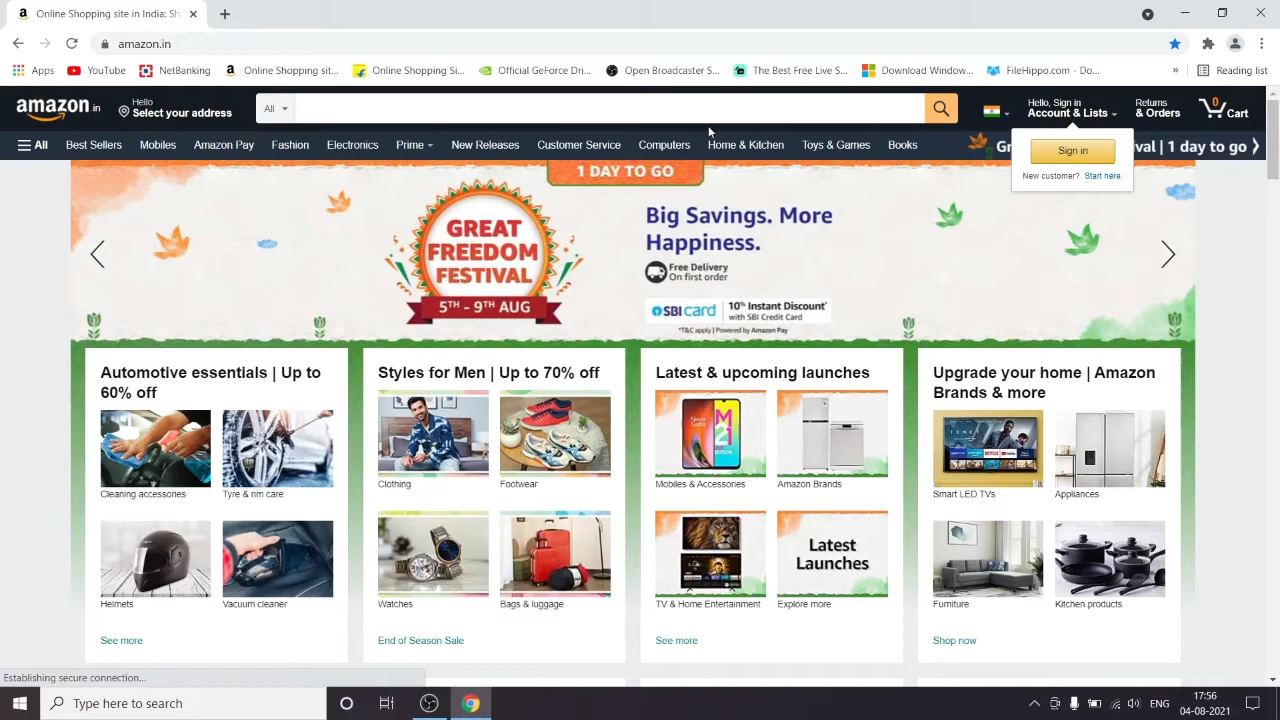 Online Shopping site in India: Sh
amazon.in
Apps
YouTube
NetBanking
Online Shopping sit...
Online Shopping Si...
Official GeForce Dri...
Open Broadcaster S...
The Best Free Live S...
Download Window...
FileHippo.com - Do...
»
Reading list
amazon.in
Hello
Select your address
All
Hello, Sign in
Account & Lists
Returns
& Orders
0
Cart
All
Best Sellers
Mobiles
Amazon Pay
Fashion
Electronics
Prime
New Releases
Customer Service
Computers
Home & Kitchen
Toys & Games
Books
Sign in
New customer? Start here.
1 day to go
1 DAY TO GO
GREAT
FREEDOM
FESTIVAL
5TH - 9TH AUG
Big Savings. More
Happiness.
Free Delivery
On first order
SBI card
10% Instant Discount*
with SBI Credit Card
*T&C apply | Powered by Amazon Pay
Automotive essentials | Up to
60% off
Cleaning accessories
Tyre & rim care
Helmets
Vacuum cleaner
See more
Styles for Men | Up to 70% off
Clothing
Footwear
Watches
Bags & luggage
End of Season Sale
Latest & upcoming launches
Mobiles & Accessories
Amazon Brands
Latest
Launches
TV & Home Entertainment
Explore more
See more
Upgrade your home | Amazon
Brands & more
Smart LED TVs
Appliances
Furniture
Kitchen products
Shop now
Establishing secure connection...
Type here to search
ENG
17:56
04-08-2021